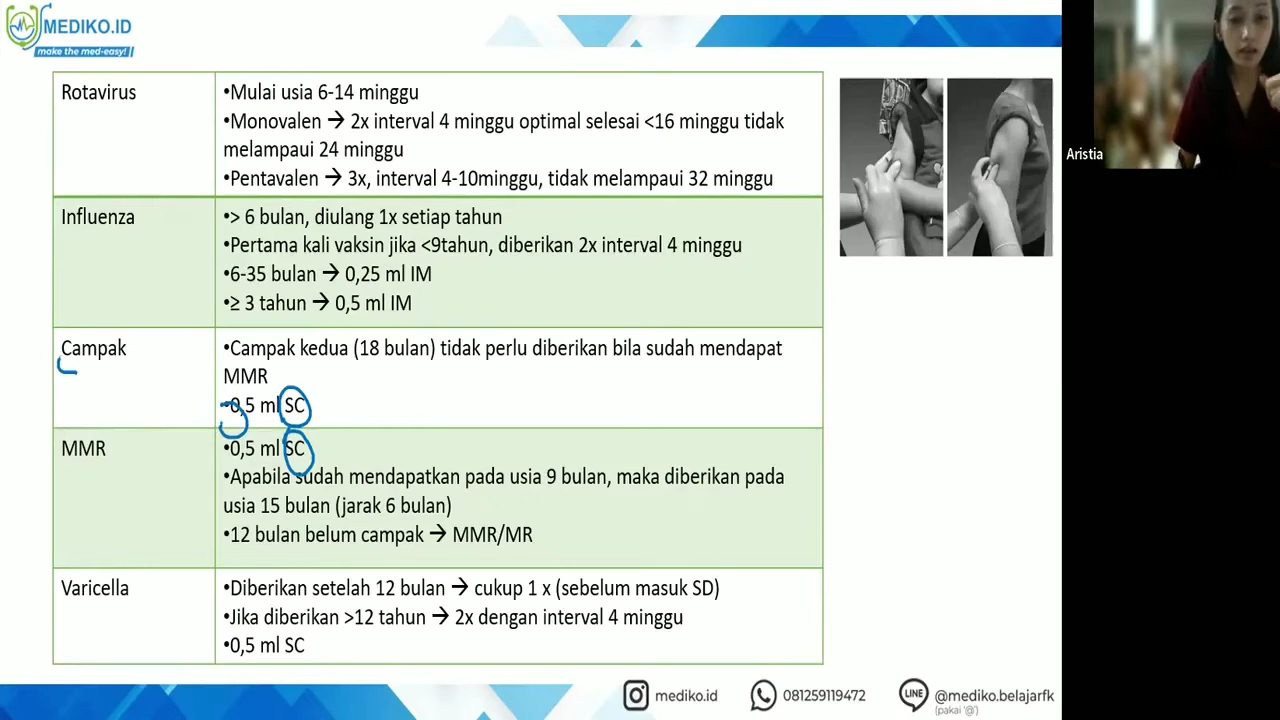 MEDIKO.ID
make the med-easy!
Rotavirus
•Mulai usia 6-14 minggu
•Monovalen → 2x interval 4 minggu optimal selesai <16 minggu tidak
melampaui 24 minggu
•Pentavalen → 3x, interval 4-10minggu, tidak melampaui 32 minggu
Influenza
•> 6 bulan, diulang 1x setiap tahun
•Pertama kali vaksin jika <9tahun, diberikan 2x interval 4 minggu
•6-35 bulan → 0,25 ml IM
•≥ 3 tahun → 0,5 ml IM
Campak
•Campak kedua (18 bulan) tidak perlu diberikan bila sudah mendapat
MMR
•0,5 ml SC
MMR
•0,5 ml SC
•Apabila sudah mendapatkan pada usia 9 bulan, maka diberikan pada
usia 15 bulan (jarak 6 bulan)
•12 bulan belum campak → MMR/MR
Varicella
•Diberikan setelah 12 bulan → cukup 1 x (sebelum masuk SD)
•Jika diberikan >12 tahun → 2x dengan interval 4 minggu
•0,5 ml SC
Aristia
mediko.id
081259119472
LINE
@mediko.belajarfk
(pakai '@')